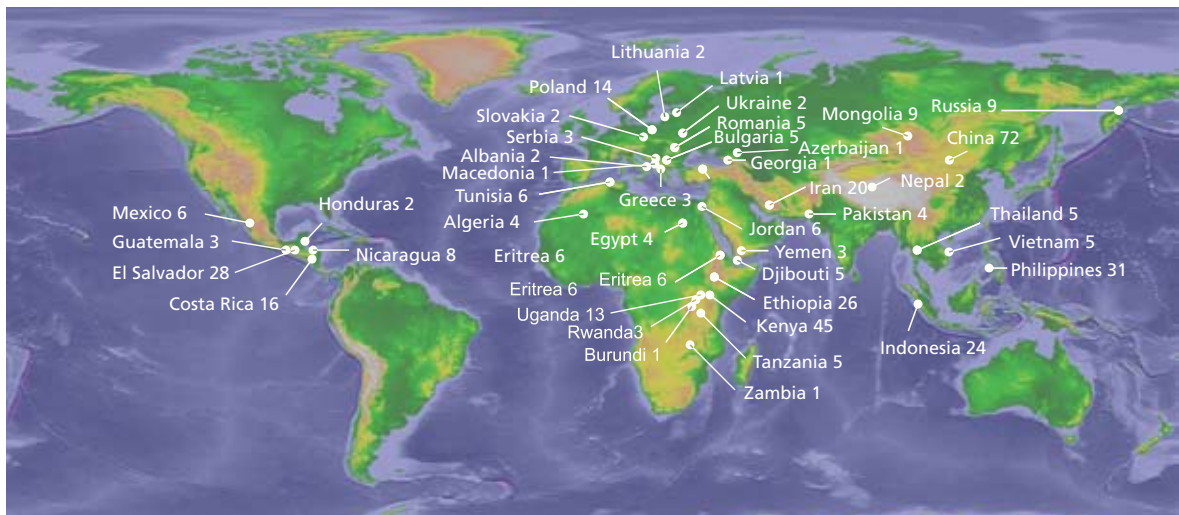 Lithuania 2
Poland 14
Latvia 1
Slovakia 2
Ukraine 2
Russia 9
Mongolia 9
Romania 5
Serbia 3
Bulgaria 5
China 72
Albania 2
Azerbaijan 1
Macedonia 1
Georgia 1
Tunisia 6
Iran 20
Nepal 2
Greece 3
Honduras 2
Mexico 6
Algeria 4
Pakistan 4
Thailand 5
Jordan 6
Egypt 4
Guatemala 3
Nicaragua 8
Eritrea 6
Yemen 3
Vietnam 5
El Salvador 28
Eritrea 6
Djibouti 5
Philippines 31
Eritrea 6
Costa Rica 16
Ethiopia 26
Uganda 13
Kenya 45
Rwanda3
Indonesia 24
Burundi 1
Tanzania 5
Zambia 1